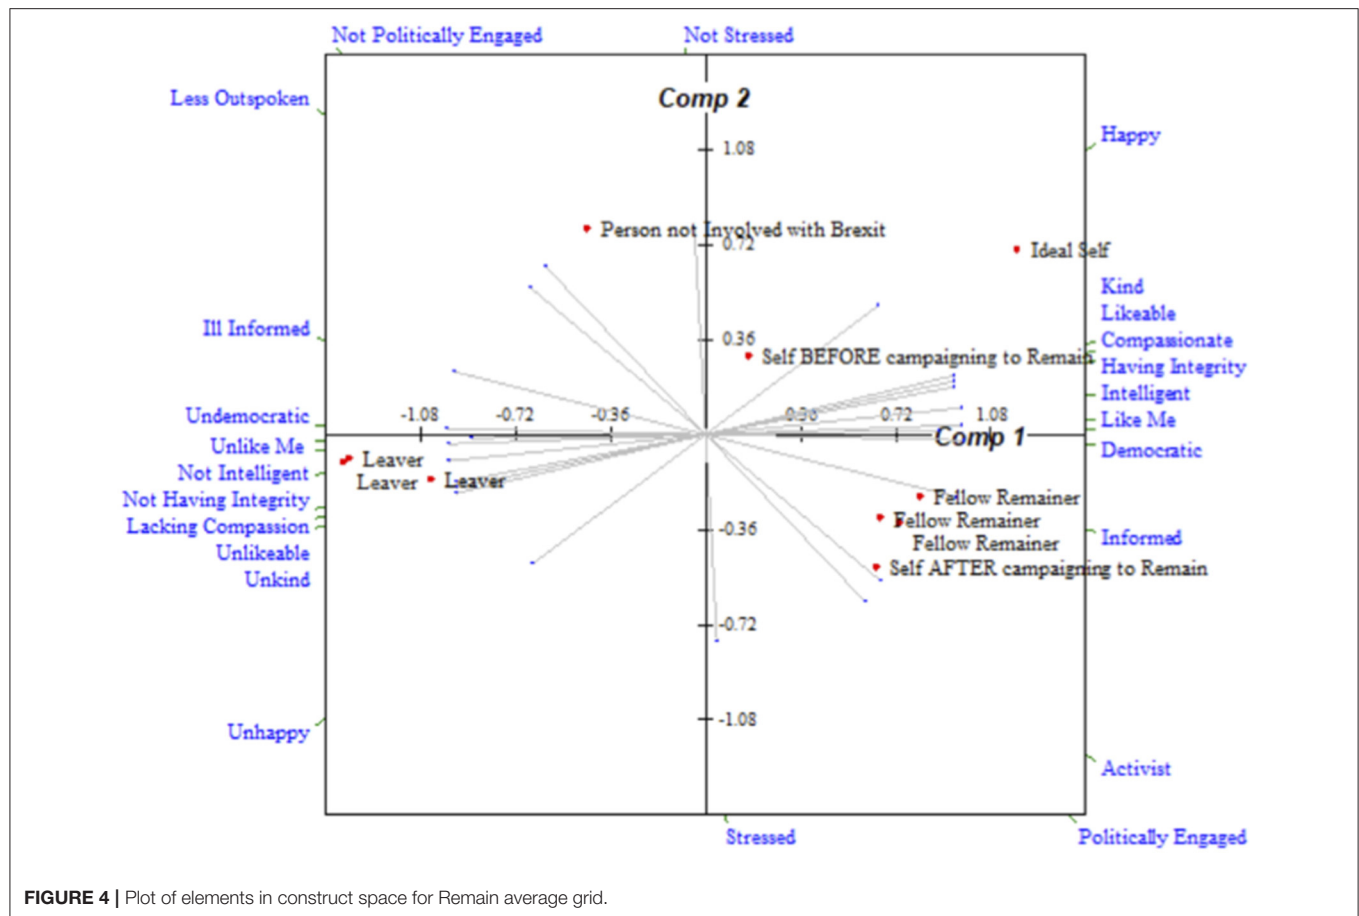 Not Politically Engaged
Not Stressed
Less Outspoken
Comp 2
Happy
1.08
Person not Involved with Brexit
0.72
Ideal Self
Kind
Likeable
Ill Informed
0.36
Compassionate
Self BEFORE campaigning to Remain
Having Integrity
Intelligent
Undemocratic
-1.08
-0.72
-0.36
0.36
0.72
1.08
Like Me
Comp 1
Unlike Me
Democratic
Leaver
Not Intelligent
Leaver
Leaver
Not Having Integrity
Fellow Remainer
Lacking Compassion
Fellow Remainer
-0.36
Informed
Fellow Remainer
Unlikeable
Self AFTER campaigning to Remain
Unkind
-0.72
-1.08
Unhappy
Activist
Stressed
Politically Engaged
FIGURE 4 | Plot of elements in construct space for Remain average grid.